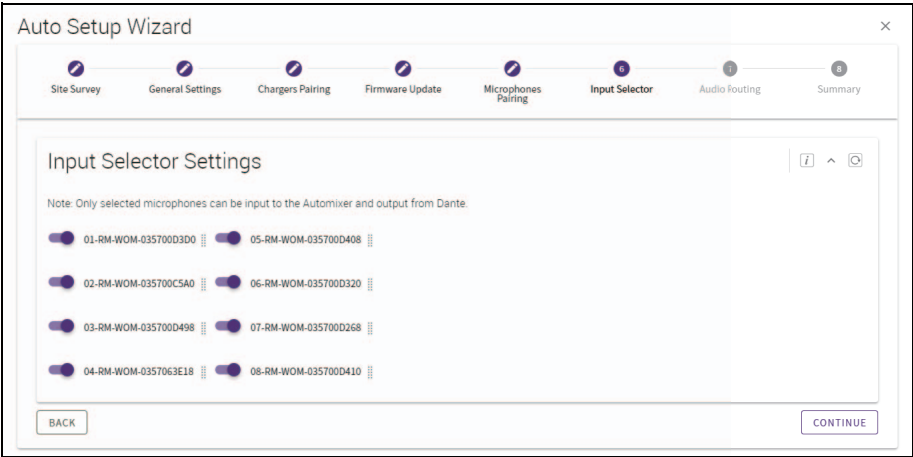 Auto Setup Wizard
Site Survey
General Settings
Chargers Pairing
Firmware Update
Microphones
Pairing
6
Input Selector
7
Audio Routing
8
Summary
Input Selector Settings
i
Note: Only selected microphones can be input to the Automixer and output from Dante.
01-RM-WOM-035700D3D0 05-RM-WOM-035700D408
02-RM-WOM-035700C5A0 06-RM-WOM-035700D320
03-RM-WOM-035700D498 07-RM-WOM-035700D268
04-RM-WOM-0357063E18 08-RM-WOM-035700D410
BACK
CONTINUE